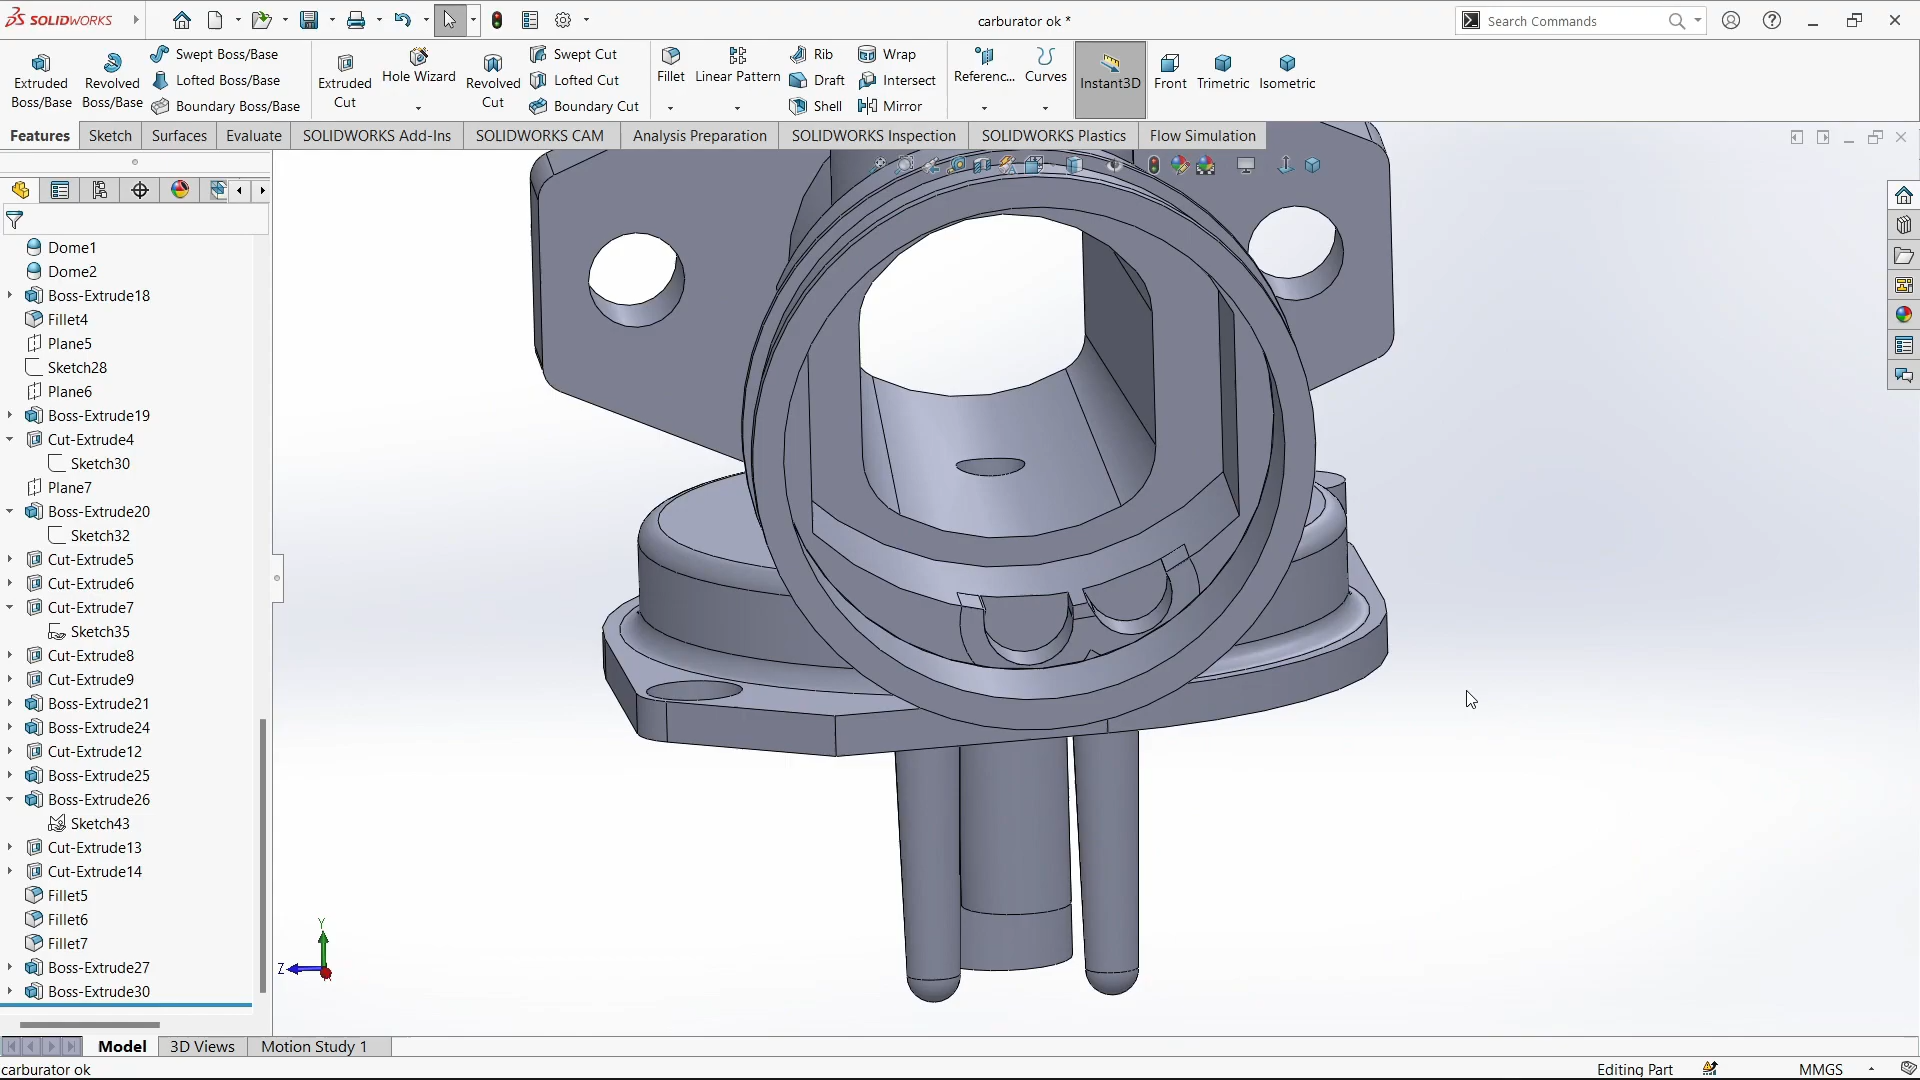 SOLIDWORKS
carburator ok *
Search Commands
Extruded Boss/Base
Revolved Boss/Base
Swept Boss/Base
Lofted Boss/Base
Boundary Boss/Base
Extruded Cut
Hole Wizard
Revolved Cut
Swept Cut
Lofted Cut
Boundary Cut
Fillet
Linear Pattern
Rib
Draft
Shell
Wrap
Intersect
Mirror
Referenc...
Curves
Instant3D
Front
Trimetric
Isometric
Features
Sketch
Surfaces
Evaluate
SOLIDWORKS Add-Ins
SOLIDWORKS CAM
Analysis Preparation
SOLIDWORKS Inspection
SOLIDWORKS Plastics
Flow Simulation
Dome1
Dome2
Boss-Extrude18
Fillet4
Plane5
Sketch28
Plane6
Boss-Extrude19
Cut-Extrude4
Sketch30
Plane7
Boss-Extrude20
Sketch32
Cut-Extrude5
Cut-Extrude6
Cut-Extrude7
Sketch35
Cut-Extrude8
Cut-Extrude9
Boss-Extrude21
Boss-Extrude24
Cut-Extrude12
Boss-Extrude25
Boss-Extrude26
Sketch43
Cut-Extrude13
Cut-Extrude14
Fillet5
Fillet6
Fillet7
Boss-Extrude27
Boss-Extrude30
Y
Z
Model
3D Views
Motion Study 1
carburator ok
Editing Part
MMGS